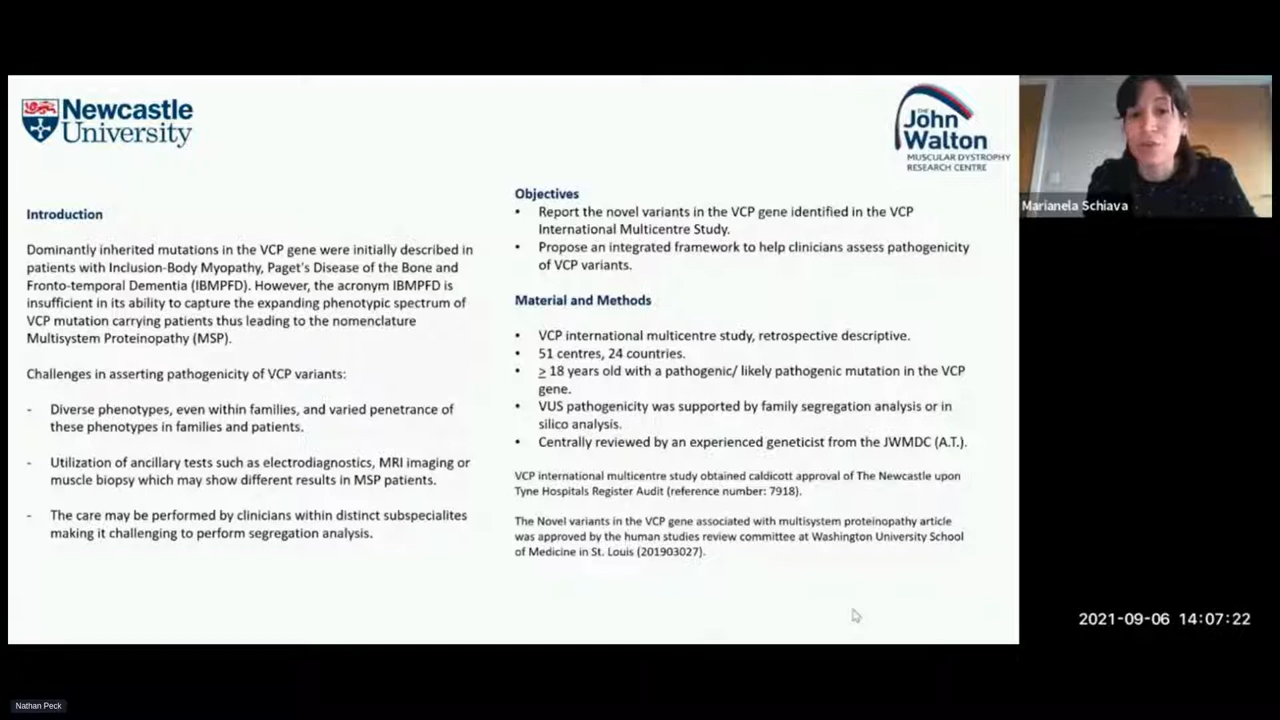 Newcastle
University
THE
John
Walton
MUSCULAR DYSTROPHY
RESEARCH CENTRE
Marianela Schiava
Introduction
Dominantly inherited mutations in the VCP gene were initially described in
patients with Inclusion-Body Myopathy, Paget's Disease of the Bone and
Fronto-temporal Dementia (IBMPFD). However, the acronym IBMPFD is
insufficient in its ability to capture the expanding phenotypic spectrum of
VCP mutation carrying patients thus leading to the nomenclature
Multisystem Proteinopathy (MSP).
Challenges in asserting pathogenicity of VCP variants:
- Diverse phenotypes, even within families, and varied penetrance of
these phenotypes in families and patients.
- Utilization of ancillary tests such as electrodiagnostics, MRI imaging or
muscle biopsy which may show different results in MSP patients.
- The care may be performed by clinicians within distinct subspecialites
making it challenging to perform segregation analysis.
Objectives
• Report the novel variants in the VCP gene identified in the VCP
International Multicentre Study.
• Propose an integrated framework to help clinicians assess pathogenicity
of VCP variants.
Material and Methods
• VCP international multicentre study, retrospective descriptive.
• 51 centres, 24 countries.
• ≥ 18 years old with a pathogenic/ likely pathogenic mutation in the VCP
gene.
• VUS pathogenicity was supported by family segregation analysis or in
silico analysis.
• Centrally reviewed by an experienced geneticist from the JWMDC (A.T.).
VCP international multicentre study obtained caldicott approval of The Newcastle upon
Tyne Hospitals Register Audit (reference number: 7918).
The Novel variants in the VCP gene associated with multisystem proteinopathy article
was approved by the human studies review committee at Washington University School
of Medicine in St. Louis (201903027).
2021-09-06 14:07:22
Nathan Peck